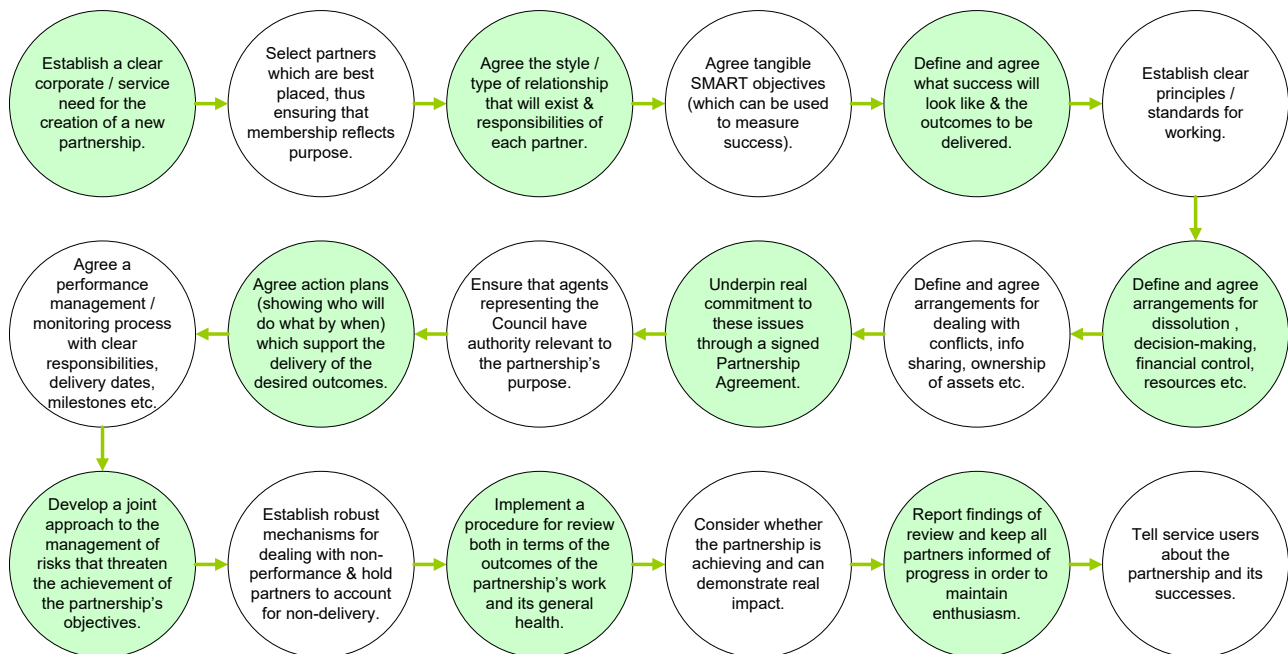 Establish a clear
corporate / service
need for the
creation of a new
partnership.
Select partners
which are best
placed, thus
ensuring that
membership reflects
purpose.
Agree the style /
type of relationship
that will exist &
responsibilities of
each partner.
Agree tangible
SMART objectives
(which can be used
to measure
success).
Define and agree
what success will
look like & the
outcomes to be
delivered.
Establish clear
principles /
standards for
working.
Define and agree
arrangements for
dissolution ,
decision-making,
financial control,
resources etc.
Define and agree
arrangements for
dealing with
conflicts, info
sharing, ownership
of assets etc.
Underpin real
commitment to
these issues
through a signed
Partnership
Agreement.
Ensure that agents
representing the
Council have
authority relevant to
the partnership’s
purpose.
Agree action plans
(showing who will
do what by when)
which support the
delivery of the
desired outcomes.
Agree a
performance
management /
monitoring process
with clear
responsibilities,
delivery dates,
milestones etc.
Develop a joint
approach to the
management of
risks that threaten
the achievement of
the partnership’s
objectives.
Establish robust
mechanisms for
dealing with non-
performance & hold
partners to account
for non-delivery.
Implement a
procedure for review
both in terms of the
outcomes of the
partnership’s work
and its general
health.
Consider whether
the partnership is
achieving and can
demonstrate real
impact.
Report findings of
review and keep all
partners informed of
progress in order to
maintain
enthusiasm.
Tell service users
about the
partnership and its
successes.